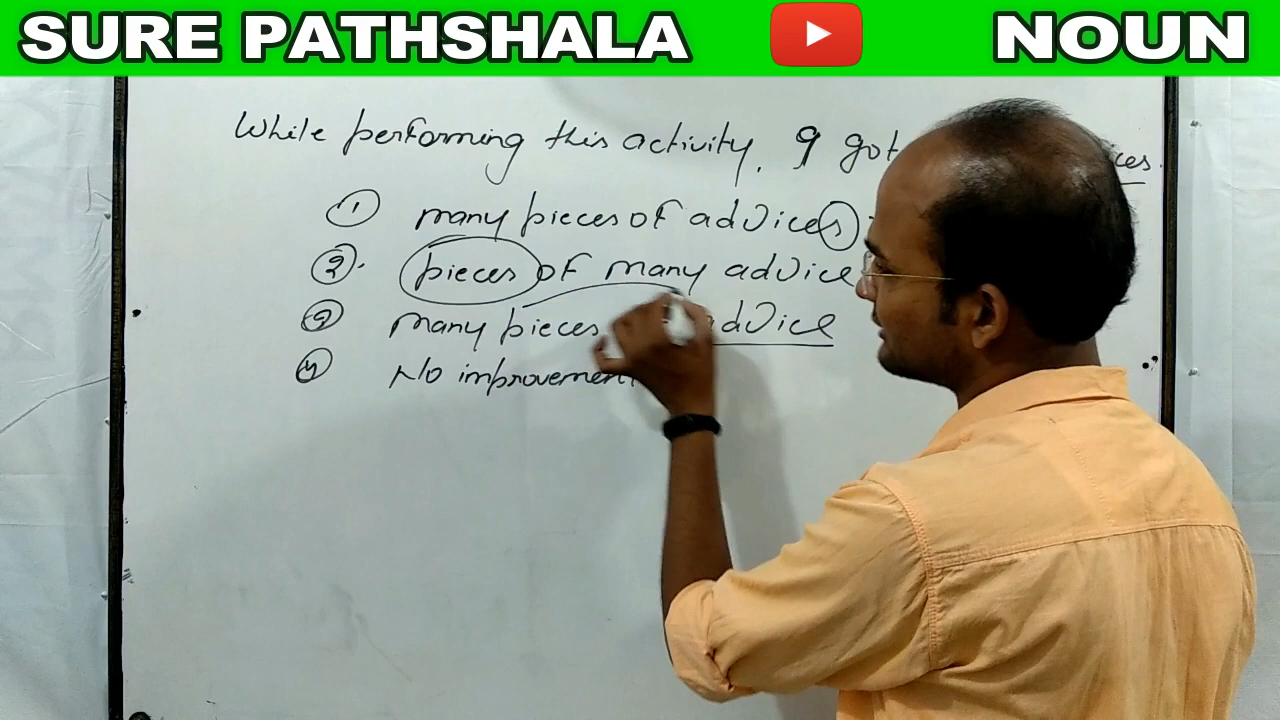 SURE PATHSHALA NOUN
While performing this activity. I got
① many pieces of advices
②. pieces of many advice
③ many pieces advice
④ No improvement